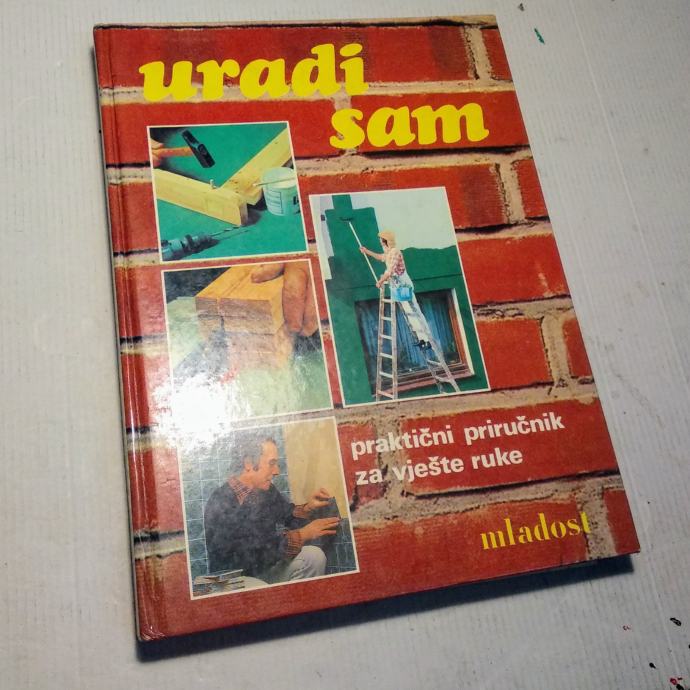 uradi
sam
praktični priručnik
za vješte ruke
mladost